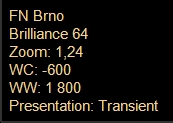 FN Brno
Brilliance 64
Zoom: 1,24
WC: -600
WW: 1 800
Presentation: Transient